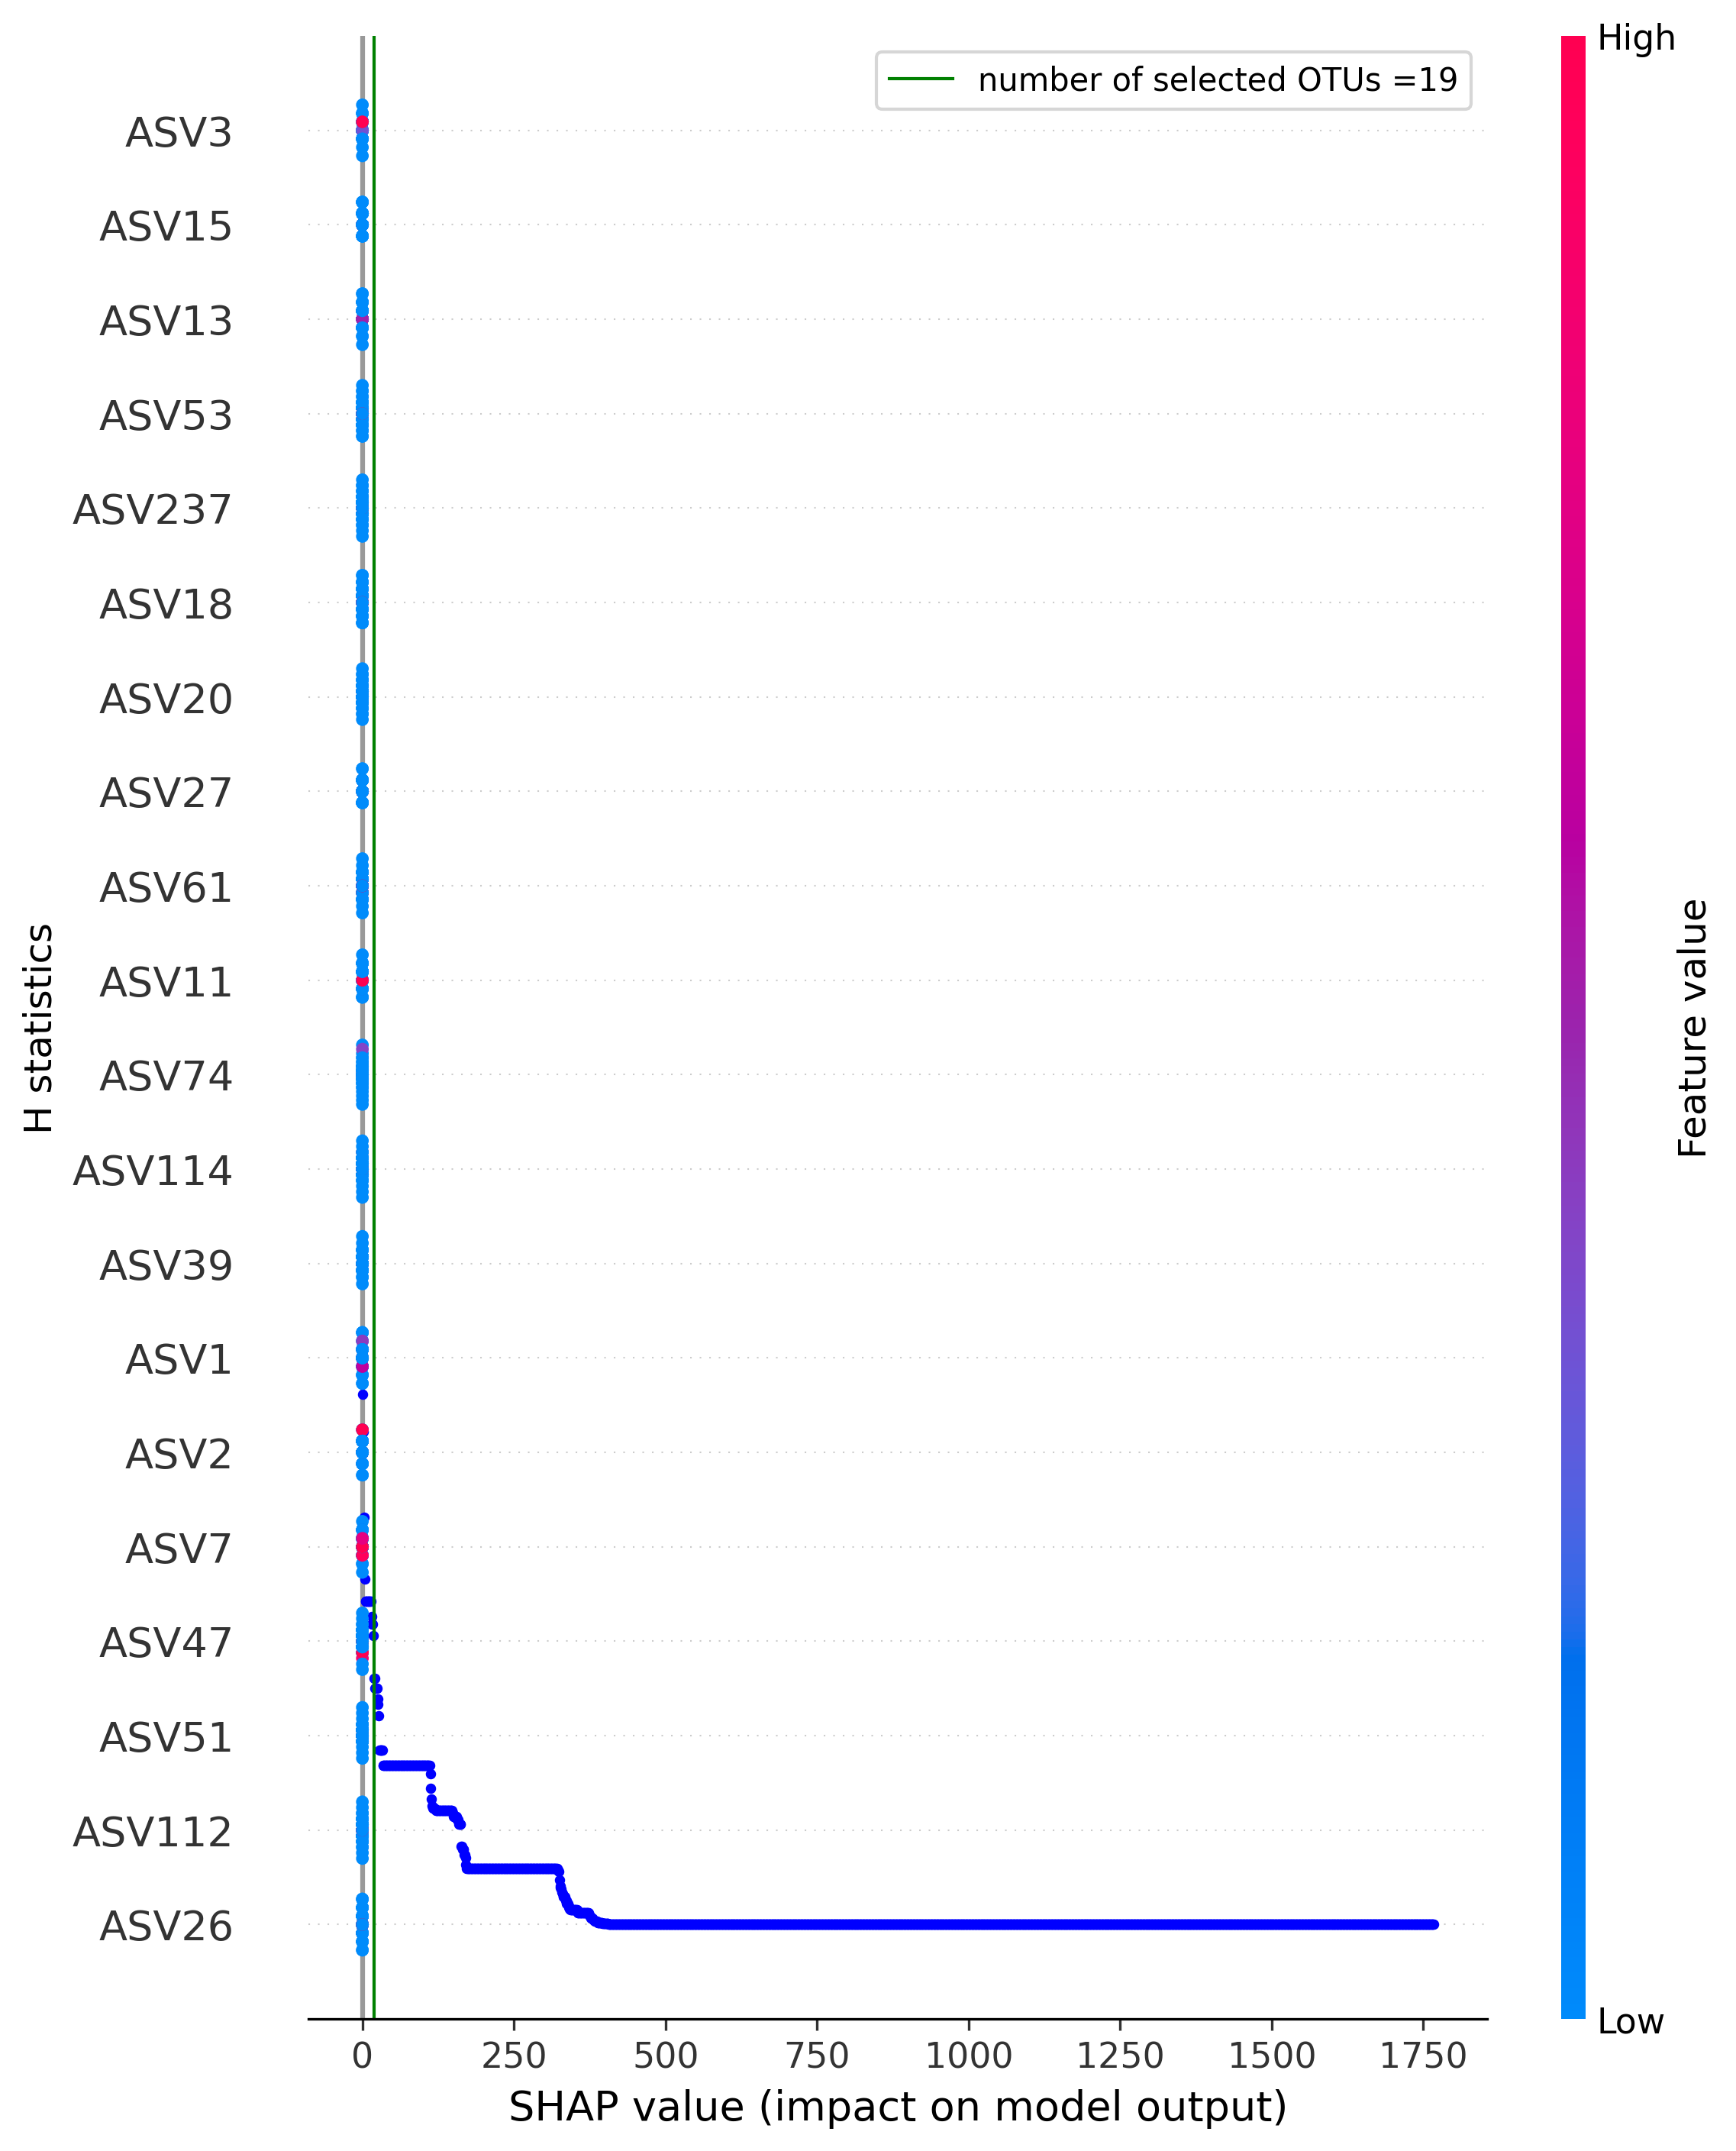 High
number of selected OTUs =19
ASV3
ASV15
ASV13
ASV53
ASV237
ASV18
ASV20
ASV27
ASV61
ASV11
ASV74
ASV114
ASV39
ASV1
ASV2
ASV7
ASV47
ASV51
ASV112
ASV26
H statistics
Feature value
Low
0 250 500 750 1000 1250 1500 1750
SHAP value (impact on model output)